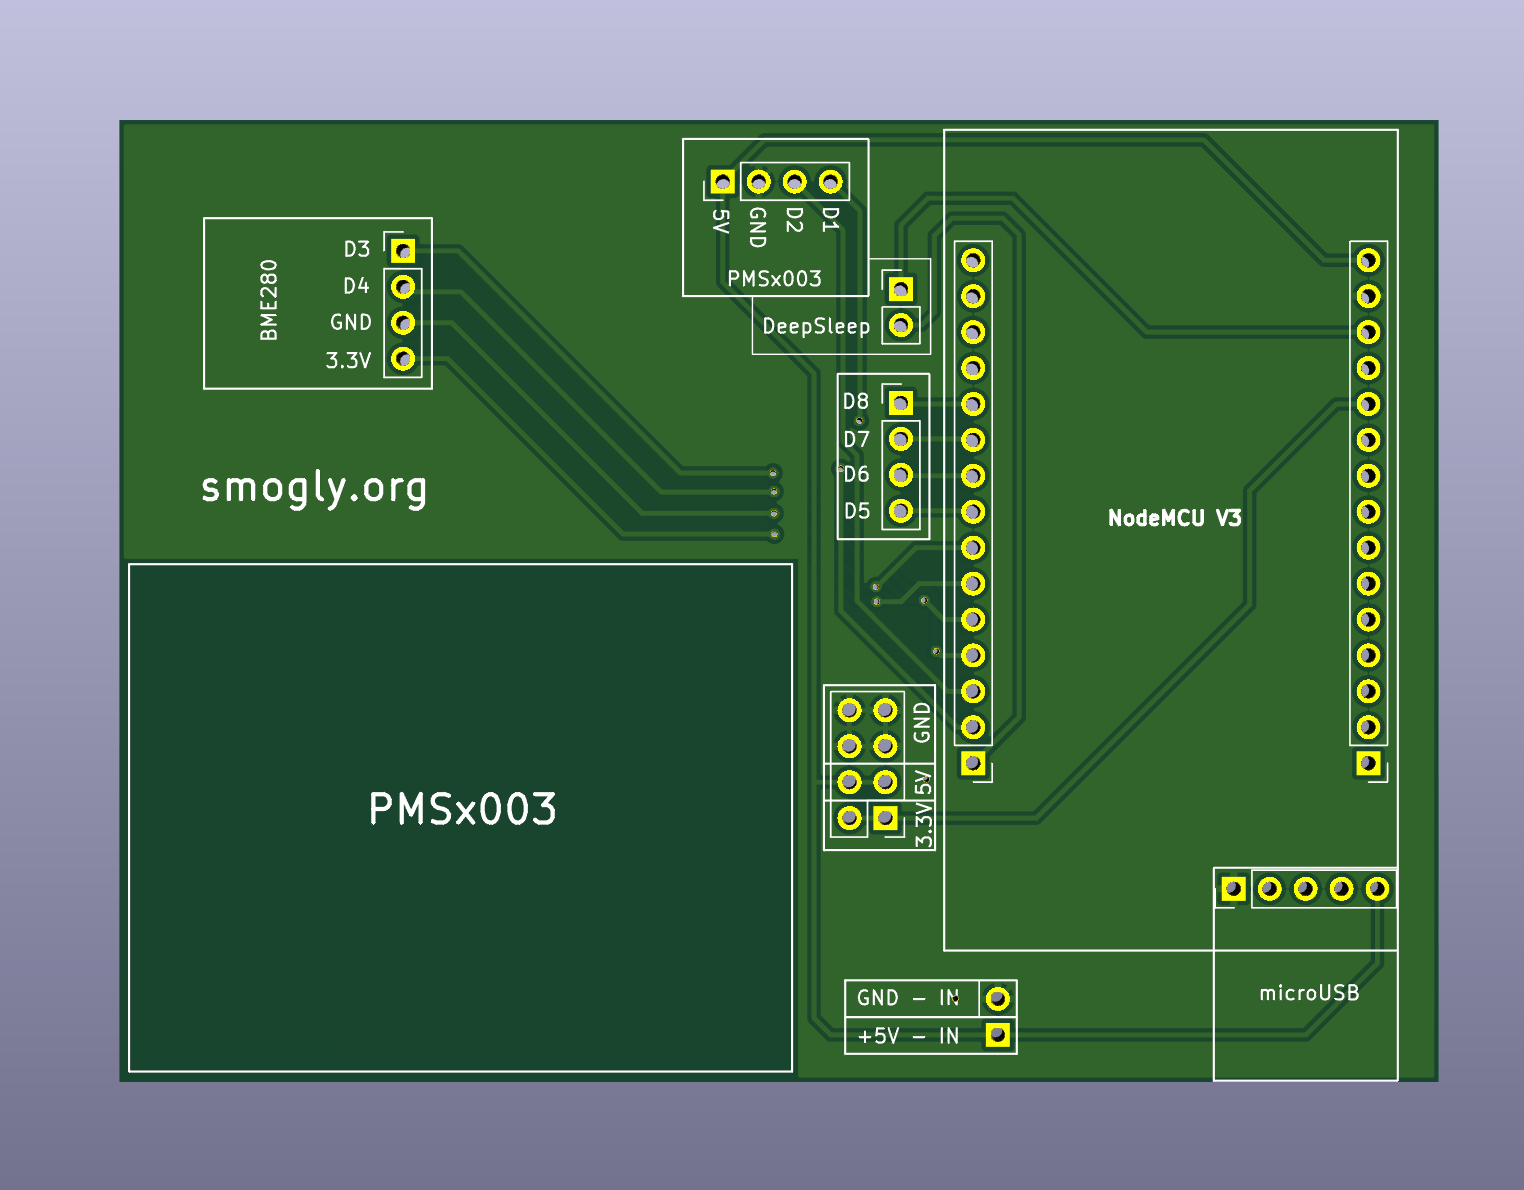 5V
GND
D2
D1
PMSx003
DeepSleep
BME280
D3
D4
GND
3.3V
smogly.org
D8
D7
D6
D5
NodeMCU V3
PMSx003
GND
5V
3.3V
GND - IN
+5V - IN
microUSB